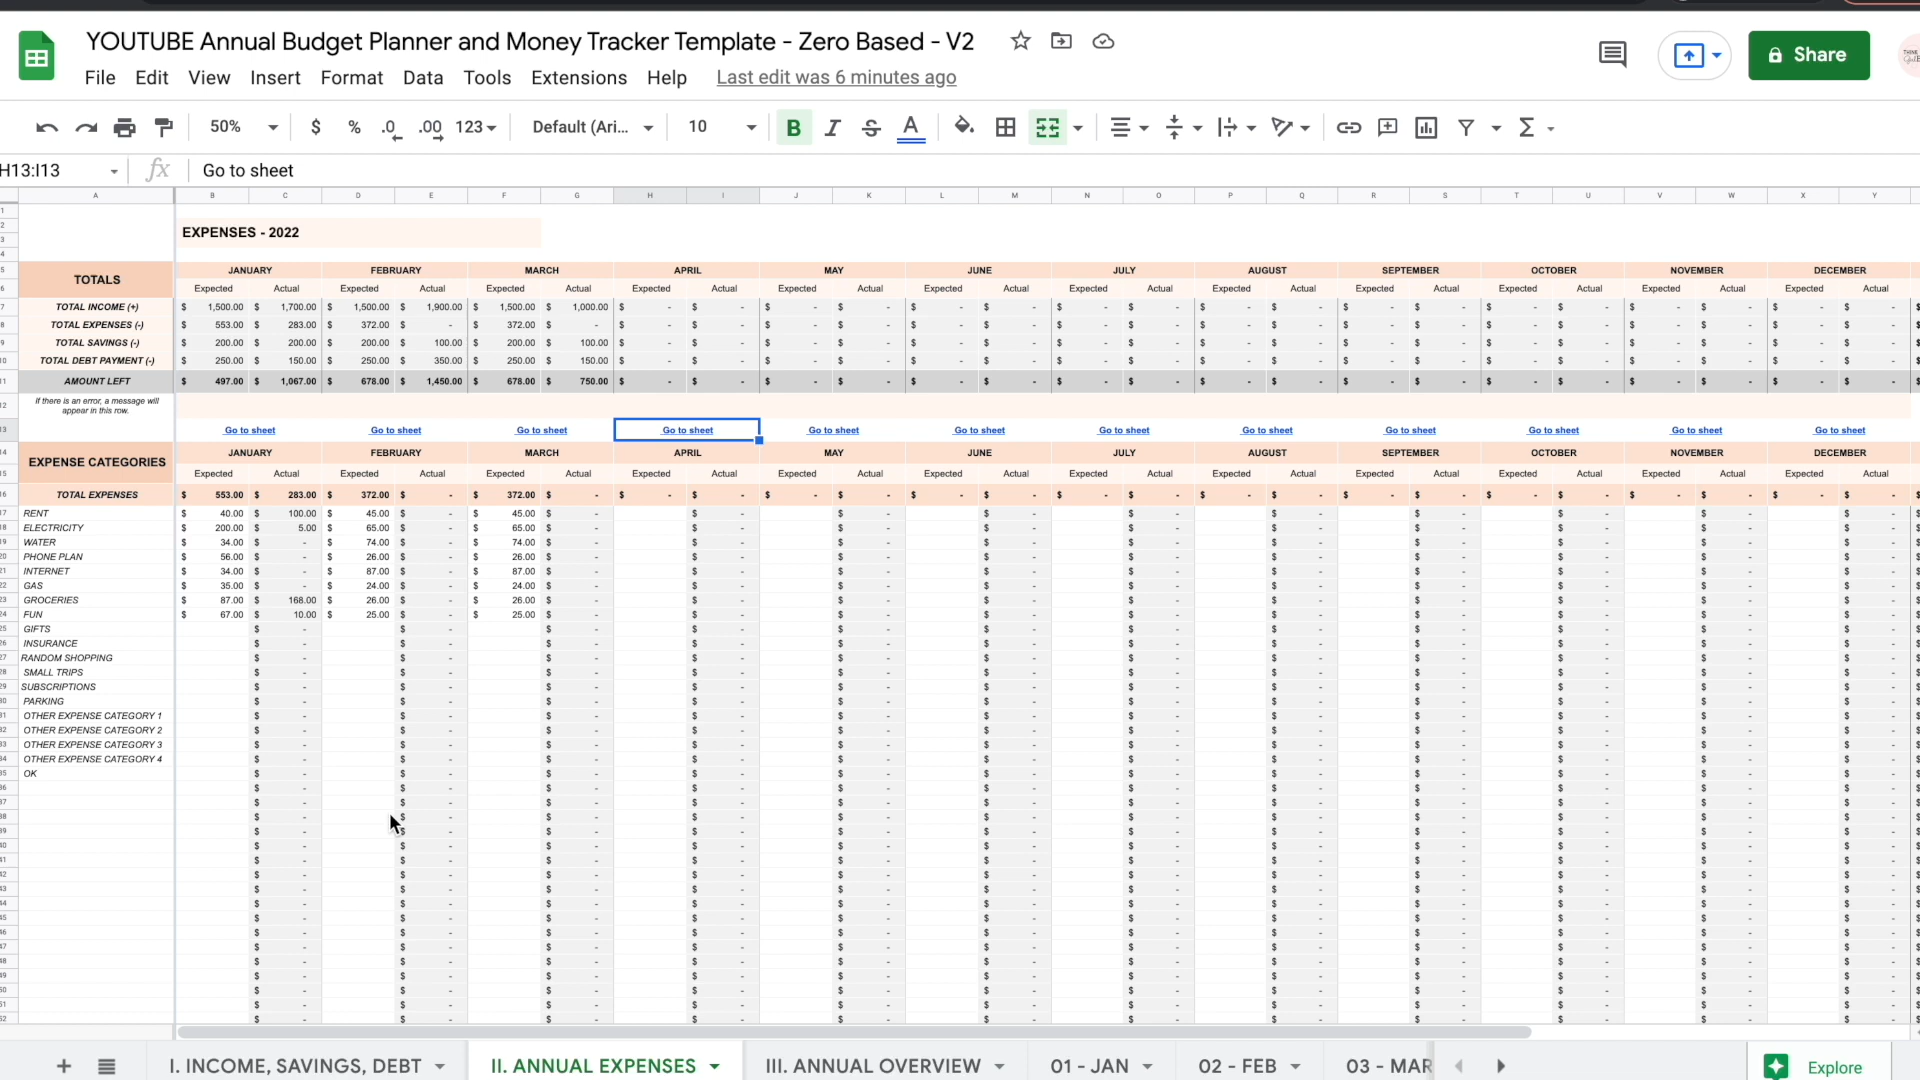 YOUTUBE Annual Budget Planner and Money Tracker Template - Zero Based - V2
File Edit View Insert Format Data Tools Extensions Help Last edit was 6 minutes ago
Share
50% $ % .0 .00 123 Default (Ari... 10 B I S A
H13:I13 fx Go to sheet
A B C D E F G H I J K L M N O P Q R S T U V W X Y
EXPENSES - 2022
TOTALS JANUARY FEBRUARY MARCH APRIL MAY JUNE JULY AUGUST SEPTEMBER OCTOBER NOVEMBER DECEMBER
Expected Actual Expected Actual Expected Actual Expected Actual Expected Actual Expected Actual Expected Actual Expected Actual Expected Actual Expected Actual Expected Actual Expected Actual
TOTAL INCOME (+) $ 1,500.00 $ 1,700.00 $ 1,500.00 $ 1,900.00 $ 1,500.00 $ 1,000.00 $ - $ - $ - $ - $ - $ - $ - $ - $ - $ - $ - $ - $ - $ - $ - $ - $ - $ - $
TOTAL EXPENSES (-) $ 553.00 $ 283.00 $ 372.00 $ - $ 372.00 $ - $ - $ - $ - $ - $ - $ - $ - $ - $ - $ - $ - $ - $ - $ - $ - $ - $ - $ - $
TOTAL SAVINGS (-) $ 200.00 $ 200.00 $ 200.00 $ 100.00 $ 200.00 $ 100.00 $ - $ - $ - $ - $ - $ - $ - $ - $ - $ - $ - $ - $ - $ - $ - $ - $ - $ - $
TOTAL DEBT PAYMENT (-) $ 250.00 $ 150.00 $ 250.00 $ 350.00 $ 250.00 $ 150.00 $ - $ - $ - $ - $ - $ - $ - $ - $ - $ - $ - $ - $ - $ - $ - $ - $ - $ - $
AMOUNT LEFT $ 497.00 $ 1,067.00 $ 678.00 $ 1,450.00 $ 678.00 $ 750.00 $ - $ - $ - $ - $ - $ - $ - $ - $ - $ - $ - $ - $ - $ - $ - $ - $ - $ - $
If there is an error, a message will
appear in this row.
Go to sheet Go to sheet Go to sheet Go to sheet Go to sheet Go to sheet Go to sheet Go to sheet Go to sheet Go to sheet Go to sheet Go to sheet
EXPENSE CATEGORIES JANUARY FEBRUARY MARCH APRIL MAY JUNE JULY AUGUST SEPTEMBER OCTOBER NOVEMBER DECEMBER
Expected Actual Expected Actual Expected Actual Expected Actual Expected Actual Expected Actual Expected Actual Expected Actual Expected Actual Expected Actual Expected Actual Expected Actual
TOTAL EXPENSES $ 553.00 $ 283.00 $ 372.00 $ - $ 372.00 $ - $ - $ - $ - $ - $ - $ - $ - $ - $ - $ - $ - $ - $ - $ - $ - $ - $ - $ - $
RENT $ 40.00 $ 100.00 $ 45.00 $ - $ 45.00 $ - $ - $ - $ - $ - $ - $ - $ - $ - $ - $
ELECTRICITY $ 200.00 $ 5.00 $ 65.00 $ - $ 65.00 $ - $ - $ - $ - $ - $ - $ - $ - $ - $ - $
WATER $ 34.00 $ - $ 74.00 $ - $ 74.00 $ - $ - $ - $ - $ - $ - $ - $ - $ - $ - $
PHONE PLAN $ 56.00 $ - $ 26.00 $ - $ 26.00 $ - $ - $ - $ - $ - $ - $ - $ - $ - $ - $
INTERNET $ 34.00 $ - $ 87.00 $ - $ 87.00 $ - $ - $ - $ - $ - $ - $ - $ - $ - $ - $
GAS $ 35.00 $ - $ 24.00 $ - $ 24.00 $ - $ - $ - $ - $ - $ - $ - $ - $ - $ - $
GROCERIES $ 87.00 $ 168.00 $ 26.00 $ - $ 26.00 $ - $ - $ - $ - $ - $ - $ - $ - $ - $ - $
FUN $ 67.00 $ 10.00 $ 25.00 $ - $ 25.00 $ - $ - $ - $ - $ - $ - $ - $ - $ - $ - $
GIFTS
INSURANCE
RANDOM SHOPPING
SMALL TRIPS
SUBSCRIPTIONS
PARKING
OTHER EXPENSE CATEGORY 1
OTHER EXPENSE CATEGORY 2
OTHER EXPENSE CATEGORY 3
OTHER EXPENSE CATEGORY 4
OK
I. INCOME, SAVINGS, DEBT II. ANNUAL EXPENSES III. ANNUAL OVERVIEW 01 - JAN 02 - FEB 03 - MAR Explore